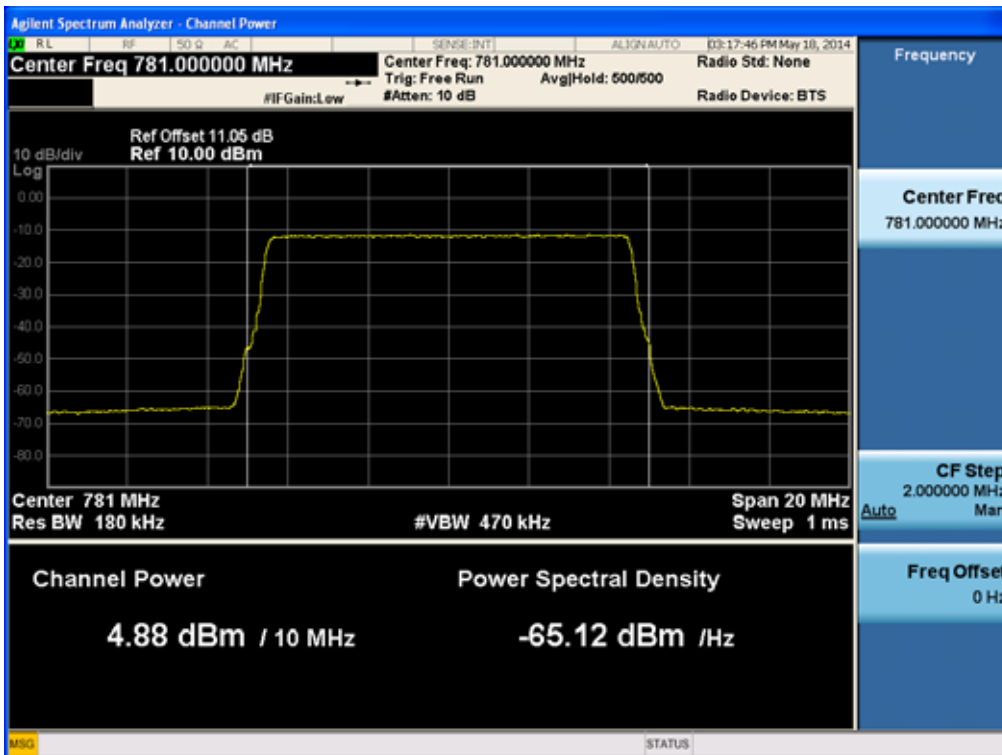 Agilent Spectrum Analyzer - Channel Power
RL RF 50 Ω AC SENSE:INT ALIGN AUTO 03:17:46 PM May 18, 2014
Center Freq 781.000000 MHz
Center Freq: 781.000000 MHz
Radio Std: None
Trig: Free Run Avg|Hold: 500/500
#IFGain:Low
#Atten: 10 dB
Radio Device: BTS
Ref Offset 11.05 dB
10 dB/div Ref 10.00 dBm
Log
0.00
-10.0
-20.0
-30.0
-40.0
-50.0
-60.0
-70.0
-80.0
Center 781 MHz
Span 20 MHz
Res BW 180 kHz
#VBW 470 kHz
Sweep 1 ms
Channel Power
Power Spectral Density
4.88 dBm / 10 MHz
-65.12 dBm /Hz
MSG
STATUS
Frequency
Center Freq
781.000000 MHz
CF Step
2.000000 MHz
Auto Man
Freq Offset
0 Hz